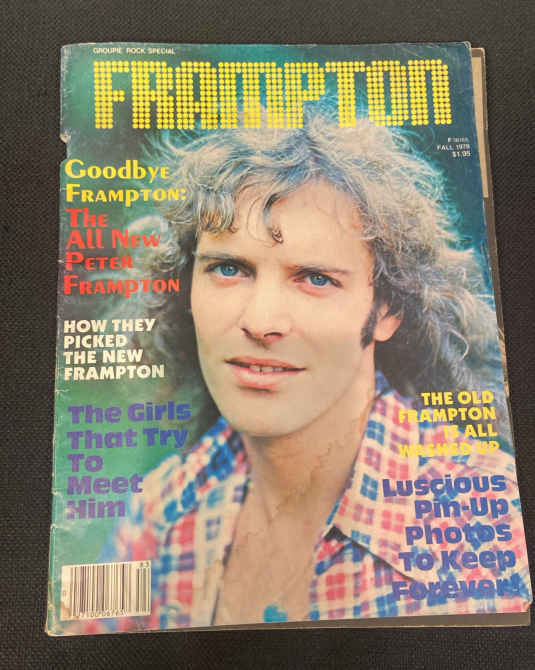 GROUPIE ROCK SPECIAL
FRAMPTON
FALL 1978
$1.95
Goodbye
FRAMPTON:
THE
ALL NEW
PETER
FRAMPTON
HOW THEY
PICKED
THE NEW
FRAMPTON
The Girls
That Try
To
Meet
Him
THE OLD
FRAMPTON
IS ALL
WASHED UP
Luscious
Pin-Up
Photos
To Keep
Forever!